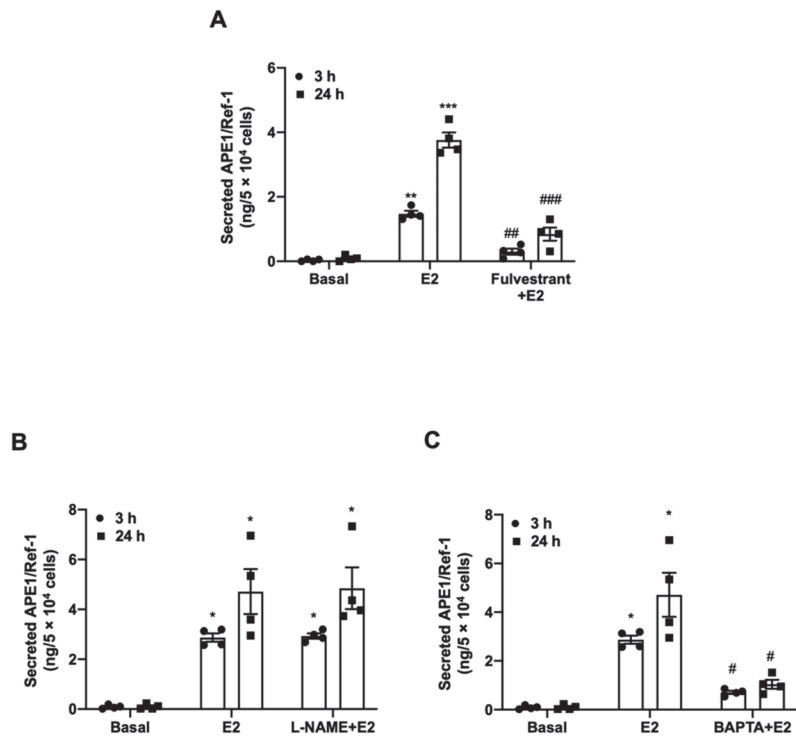 A
Secreted APE1/Ref-1
(ng/5 × 10⁴ cells)
6
4
2
0
3 h
24 h
**
***
##
###
Basal
E2
Fulvestrant
+E2
B
Secreted APE1/Ref-1
(ng/5 × 10⁴ cells)
8
6
4
2
0
3 h
24 h
*
*
*
*
Basal
E2
L-NAME+E2
C
Secreted APE1/Ref-1
(ng/5 × 10⁴ cells)
8
6
4
2
0
3 h
24 h
*
*
#
#
Basal
E2
BAPTA+E2